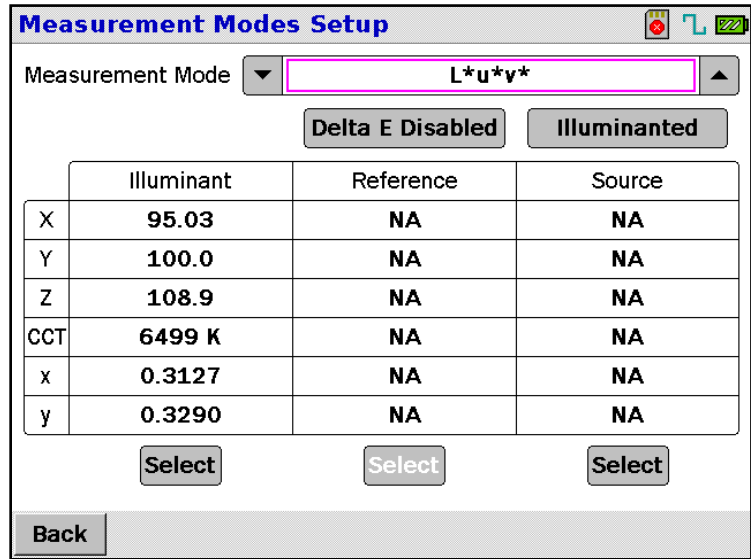 Measurement Modes Setup
Measurement Mode L*u*v*
Delta E Disabled Illuminanted
Illuminant Reference Source
X 95.03 NA NA
Y 100.0 NA NA
Z 108.9 NA NA
CCT 6499 K NA NA
x 0.3127 NA NA
y 0.3290 NA NA
Select Select Select
Back